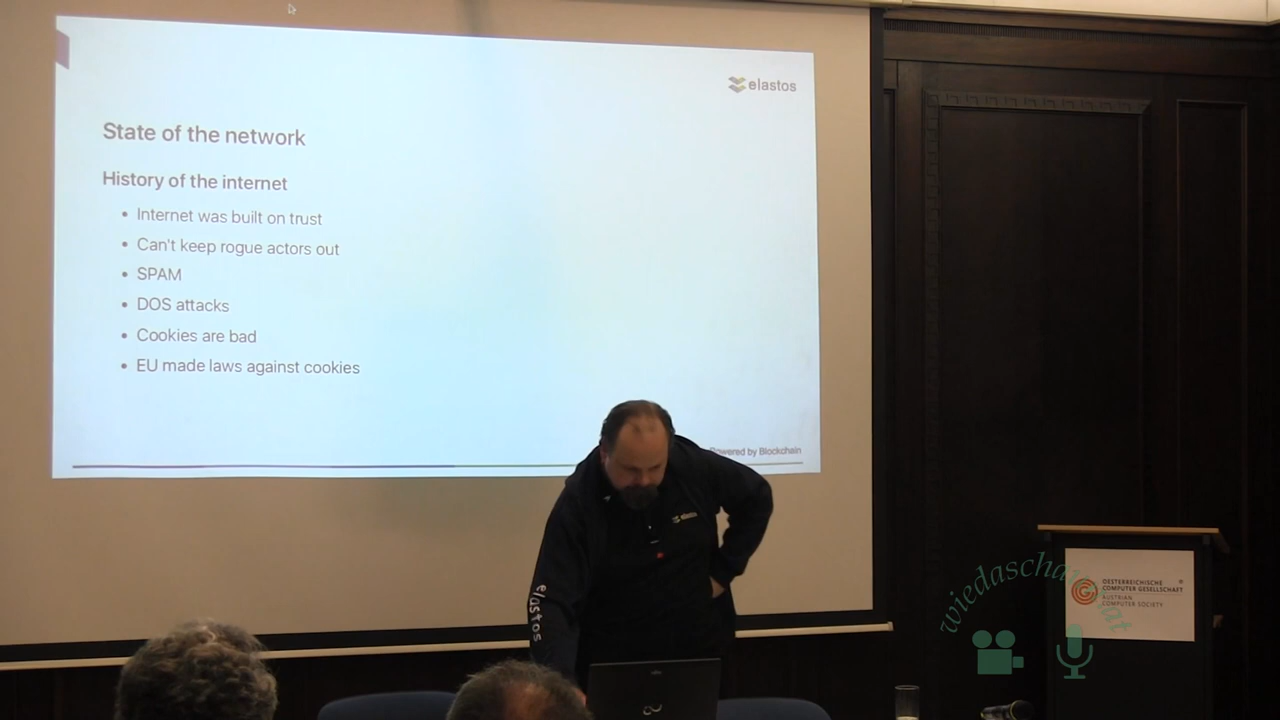 elastos
State of the network
History of the internet
• Internet was built on trust
• Can't keep rogue actors out
• SPAM
• DOS attacks
• Cookies are bad
• EU made laws against cookies
Powered by Blockchain
elastos
elastos
OESTERREICHISCHE
COMPUTER GESELLSCHAFT
AUSTRIAN
COMPUTER SOCIETY